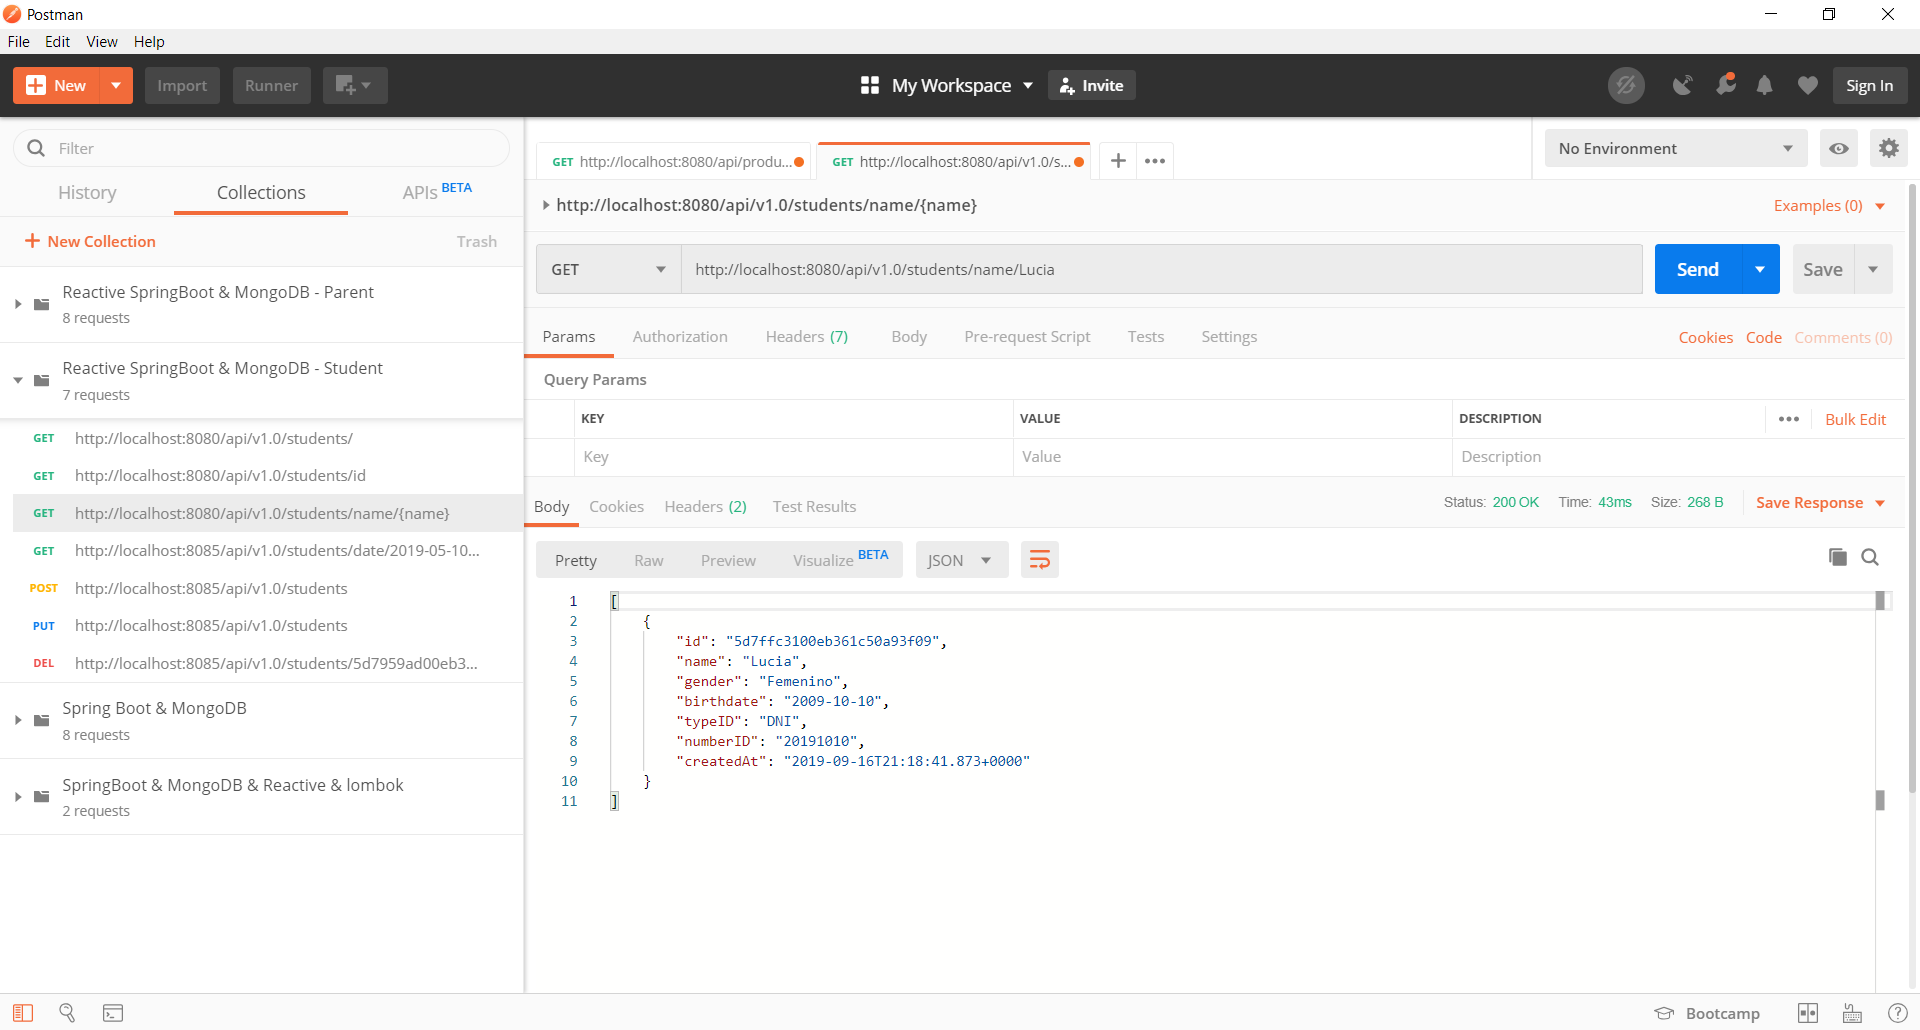 Postman
File Edit View Help
New Import Runner My Workspace Invite Sign In
Filter
History Collections APIs BETA
+ New Collection Trash
Reactive SpringBoot & MongoDB - Parent
8 requests
Reactive SpringBoot & MongoDB - Student
7 requests
GET http://localhost:8080/api/v1.0/students/
GET http://localhost:8080/api/v1.0/students/id
GET http://localhost:8080/api/v1.0/students/name/{name}
GET http://localhost:8085/api/v1.0/students/date/2019-05-10...
POST http://localhost:8085/api/v1.0/students
PUT http://localhost:8085/api/v1.0/students
DEL http://localhost:8085/api/v1.0/students/5d7959ad00eb3...
Spring Boot & MongoDB
8 requests
SpringBoot & MongoDB & Reactive & lombok
2 requests
GET http://localhost:8080/api/produ... GET http://localhost:8080/api/v1.0/s... + ••• No Environment
http://localhost:8080/api/v1.0/students/name/{name} Examples (0)
GET http://localhost:8080/api/v1.0/students/name/Lucia Send Save
Params Authorization Headers (7) Body Pre-request Script Tests Settings Cookies Code Comments (0)
Query Params
KEY VALUE DESCRIPTION ••• Bulk Edit
Key Value Description
Body Cookies Headers (2) Test Results Status: 200 OK Time: 43ms Size: 268 B Save Response
Pretty Raw Preview Visualize BETA JSON
1 [
2 {
3 "id": "5d7ffc3100eb361c50a93f09",
4 "name": "Lucia",
5 "gender": "Femenino",
6 "birthdate": "2009-10-10",
7 "typeID": "DNI",
8 "numberID": "20191010",
9 "createdAt": "2019-09-16T21:18:41.873+0000"
10 }
11 ]
Bootcamp